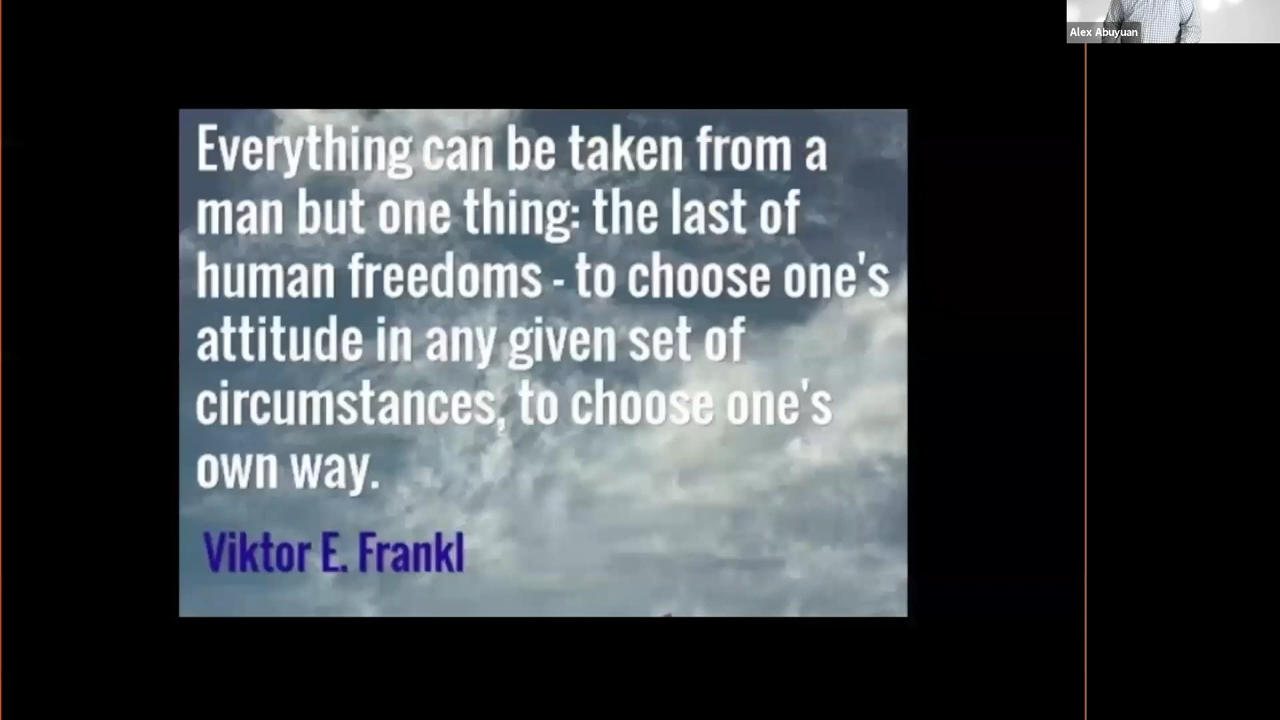 Alex Abuyuan
Everything can be taken from a
man but one thing: the last of
human freedoms - to choose one's
attitude in any given set of
circumstances, to choose one's
own way.
Viktor E. Frankl